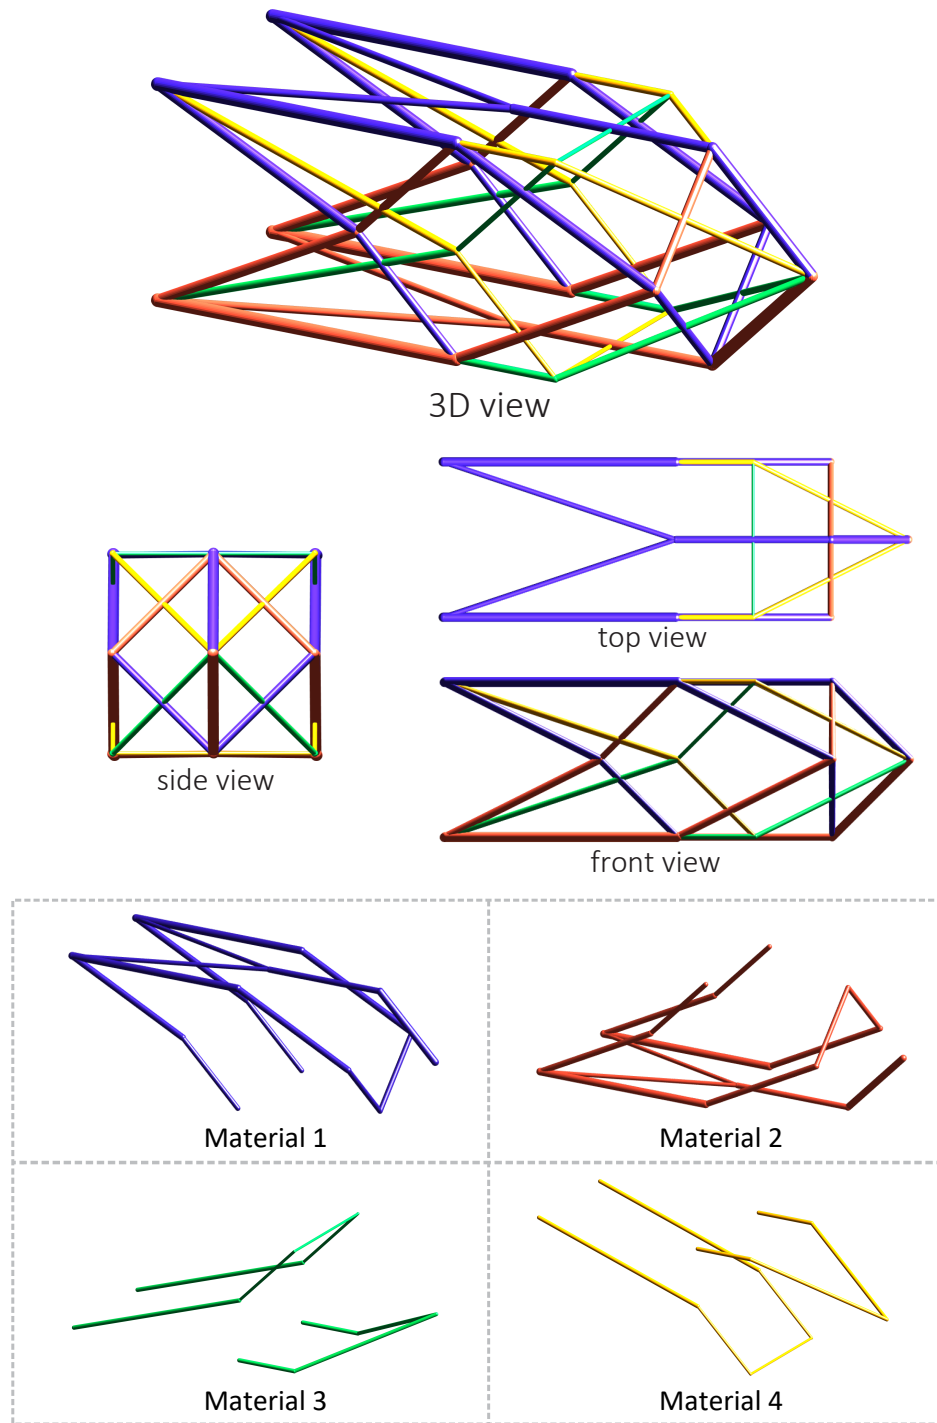 3D view
top view
side view
front view
Material 1
Material 2
Material 3
Material 4